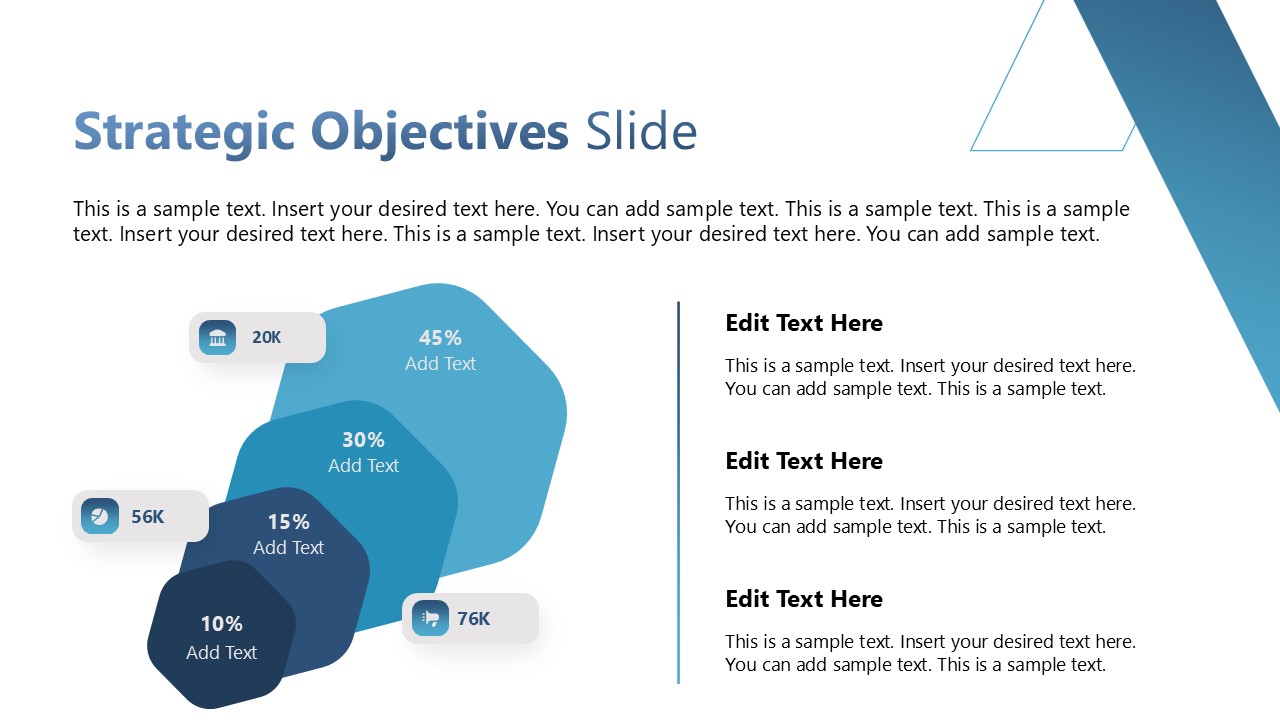 Strategic Objectives Slide
This is a sample text. Insert your desired text here. You can add sample text. This is a sample text. This is a sample
text. Insert your desired text here. This is a sample text. Insert your desired text here. You can add sample text.
20K
45%
Add Text
30%
Add Text
56K
15%
Add Text
76K
10%
Add Text
Edit Text Here
This is a sample text. Insert your desired text here.
You can add sample text. This is a sample text.
Edit Text Here
This is a sample text. Insert your desired text here.
You can add sample text. This is a sample text.
Edit Text Here
This is a sample text. Insert your desired text here.
You can add sample text. This is a sample text.